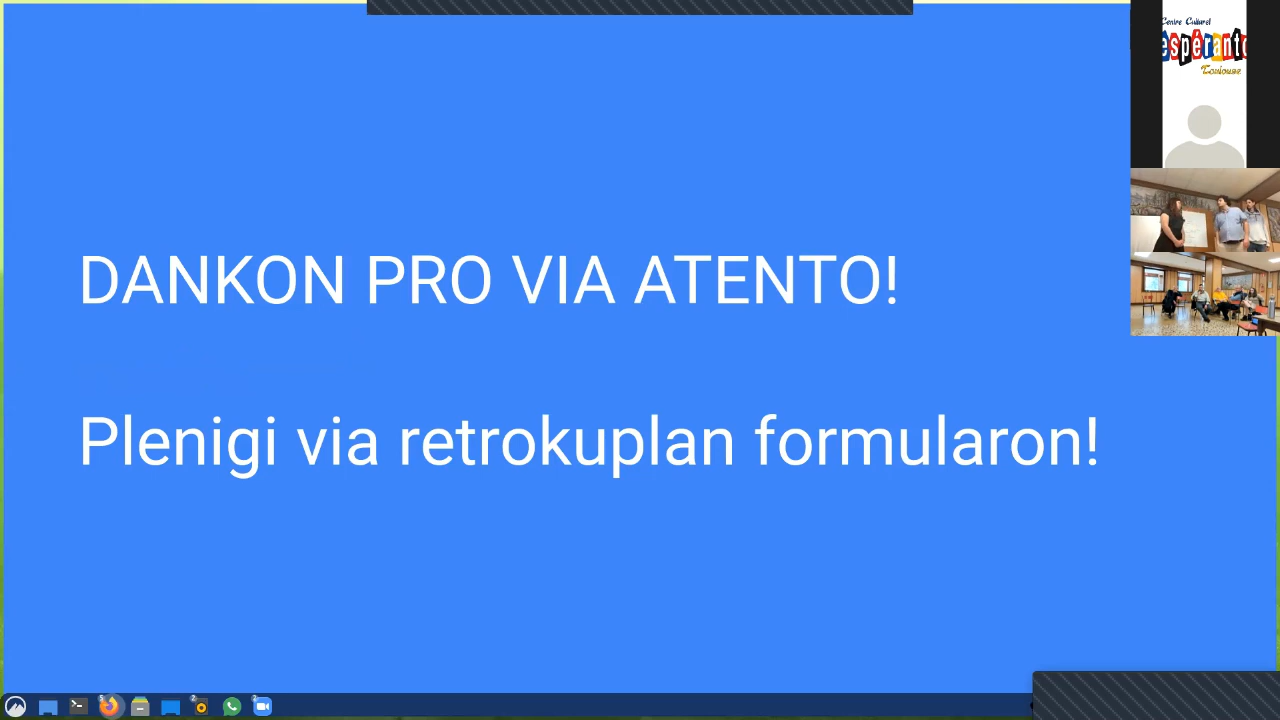 DANKON PRO VIA ATENTO!
Plenigi via retrokuplan formularon!
Centre Culturel
espéranto
Toulouse